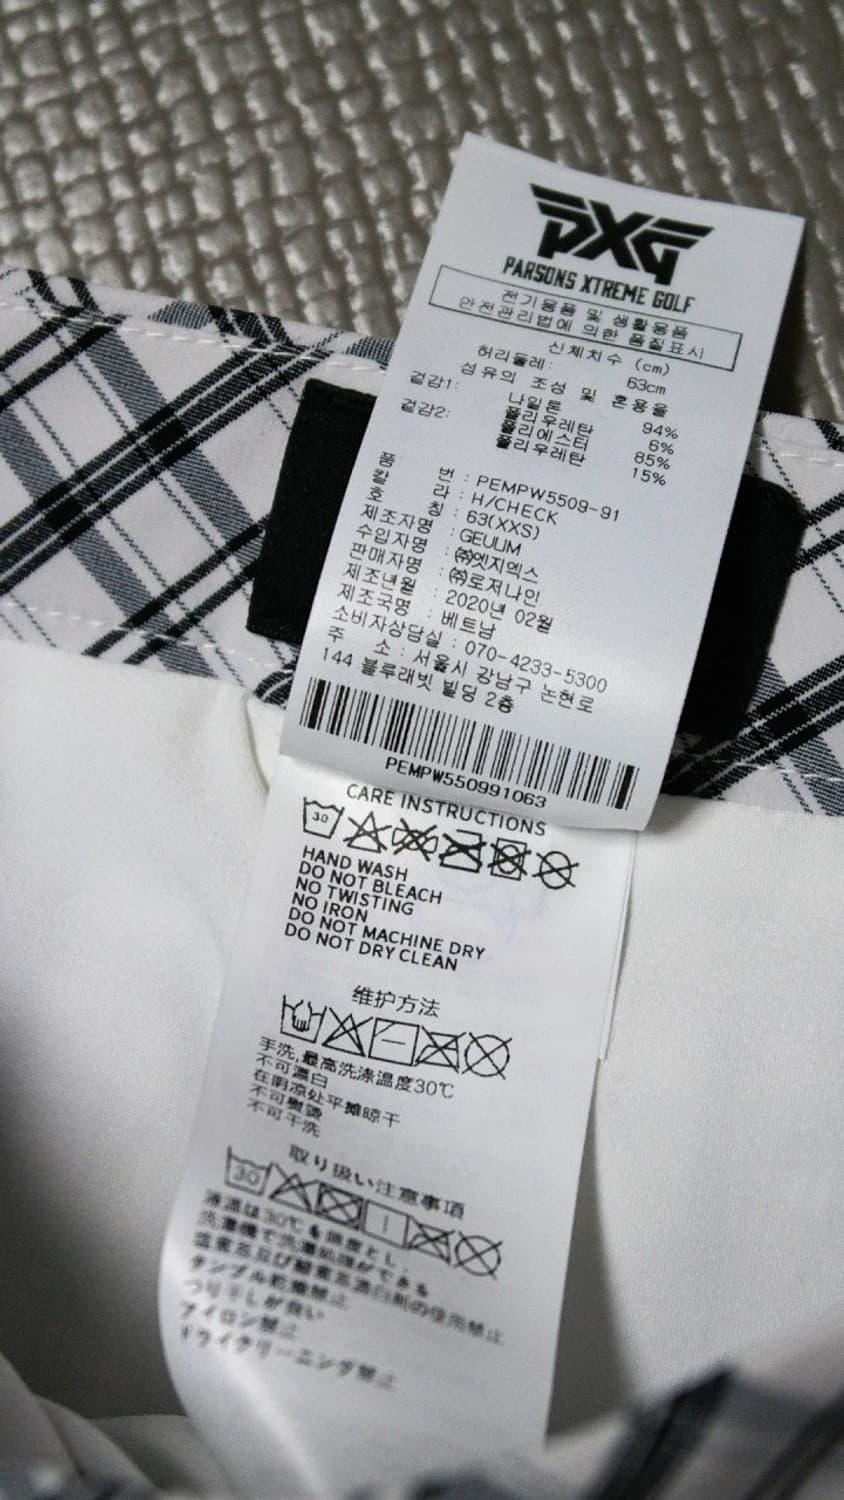 PXG
PARSONS XTREME GOLF
전기용품 및 생활용품
안전관리법에 의한 품질표시
신체치수 (cm)
허리둘레: 63cm
섬유의 조성 및 혼용율
겉감1: 나일론 94%
폴리우레탄 6%
겉감2: 폴리에스터 85%
폴리우레탄 15%
품 번 : PEMPW5509-91
칼 라 : H/CHECK
호 칭 : 63(XXS)
제조자명 : GEULIM
수입자명 : ㈜엣지엑스
판매자명 : ㈜로저나인
제조년월 : 2020년 02월
제조국명 : 베트남
소비자상담실 : 070-4233-5300
주 소 : 서울시 강남구 논현로
144 블루래빗 빌딩 2층
PEMPW550991063
CARE INSTRUCTIONS
30
HAND WASH
DO NOT BLEACH
NO TWISTING
NO IRON
DO NOT MACHINE DRY
DO NOT DRY CLEAN
维护方法
手洗,最高洗涤温度30℃
不可漂白
在阴凉处平摊晾干
不可熨烫
不可干洗
取り扱い注意事項
30
液温は30℃を限度とし、
洗濯機で洗濯処理ができる
塩素系及び酸素系漂白剤の使用禁止
タンブル乾燥禁止
つり干しが良い
アイロン禁止
ドライクリーニング禁止